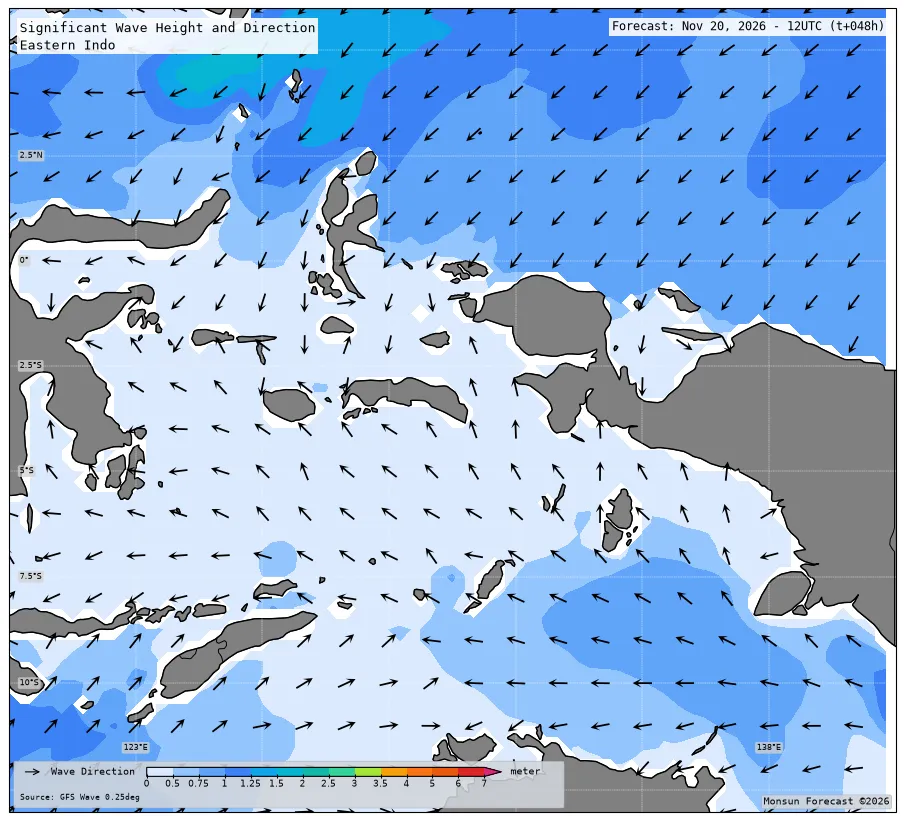 Significant Wave Height and Direction
Eastern Indo
Forecast: Nov 20, 2026 - 12UTC (t+048h)
2.5°N
0°
2.5°S
5°S
7.5°S
10°S
123°E
138°E
Wave Direction
meter
0 0.5 0.75 1 1.25 1.5 2 2.5 3 3.5 4 5 6 7
Source: GFS Wave 0.25deg
Monsun Forecast ©2026